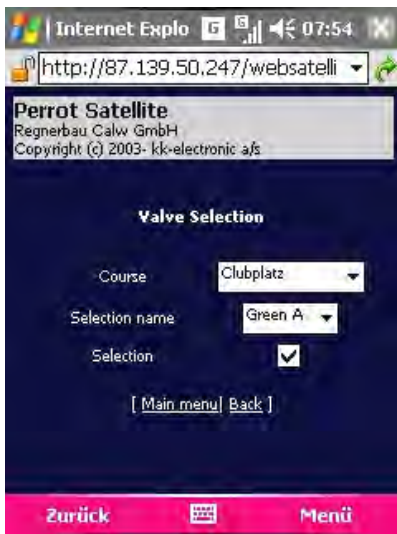 Internet Explo G G 07:54
http://87.139.50.247/websatelli
Perrot Satellite
Regnerbau Calw GmbH
Copyright (c) 2003- kk-electronic a/s
Valve Selection
Course Clubplatz
Selection name Green A
Selection
[ Main menu| Back ]
Zurück Menü